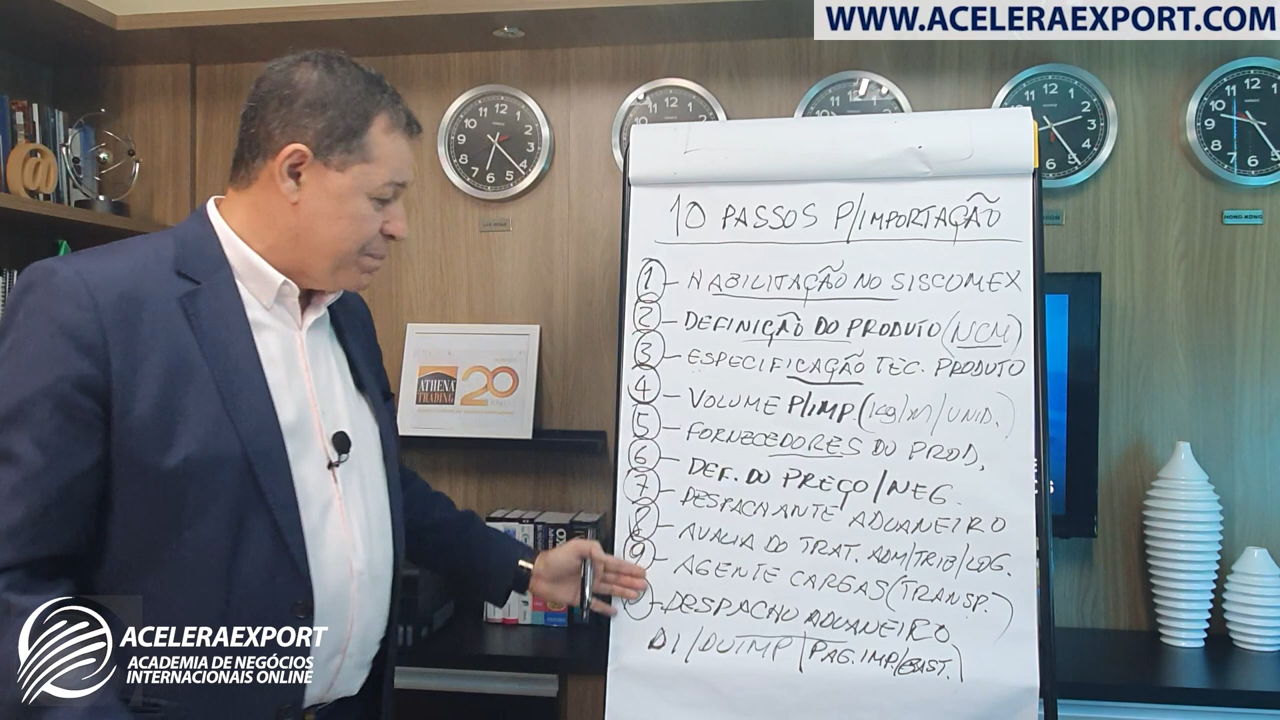 WWW.ACELERAEXPORT.COM
10 PASSOS P/IMPORTAÇÃO
1 - HABILITAÇÃO NO SISCOMEX
2 - DEFINIÇÃO DO PRODUTO (NCM)
3 - ESPECIFICAÇÃO TEC. PRODUTO
4 - VOLUME P/IMP. (kg/m/UNID.)
5 - FORNECEDORES DO PROD.
6 - DEF. DO PREÇO/NEG.
7 - DESPACHANTE ADUANEIRO
8 - AVALIA DO TRAT. ADM/TRIB/LOG.
9 - AGENTE CARGAS (TRANSP.)
- DESPACHO ADUANEIRO
DI/DUIMP (PAG. IMP/
HONG KONG
ATHENA
TRADING
20
ACELERAEXPORT
ACADEMIA DE NEGÓCIOS
INTERNACIONAIS ONLINE